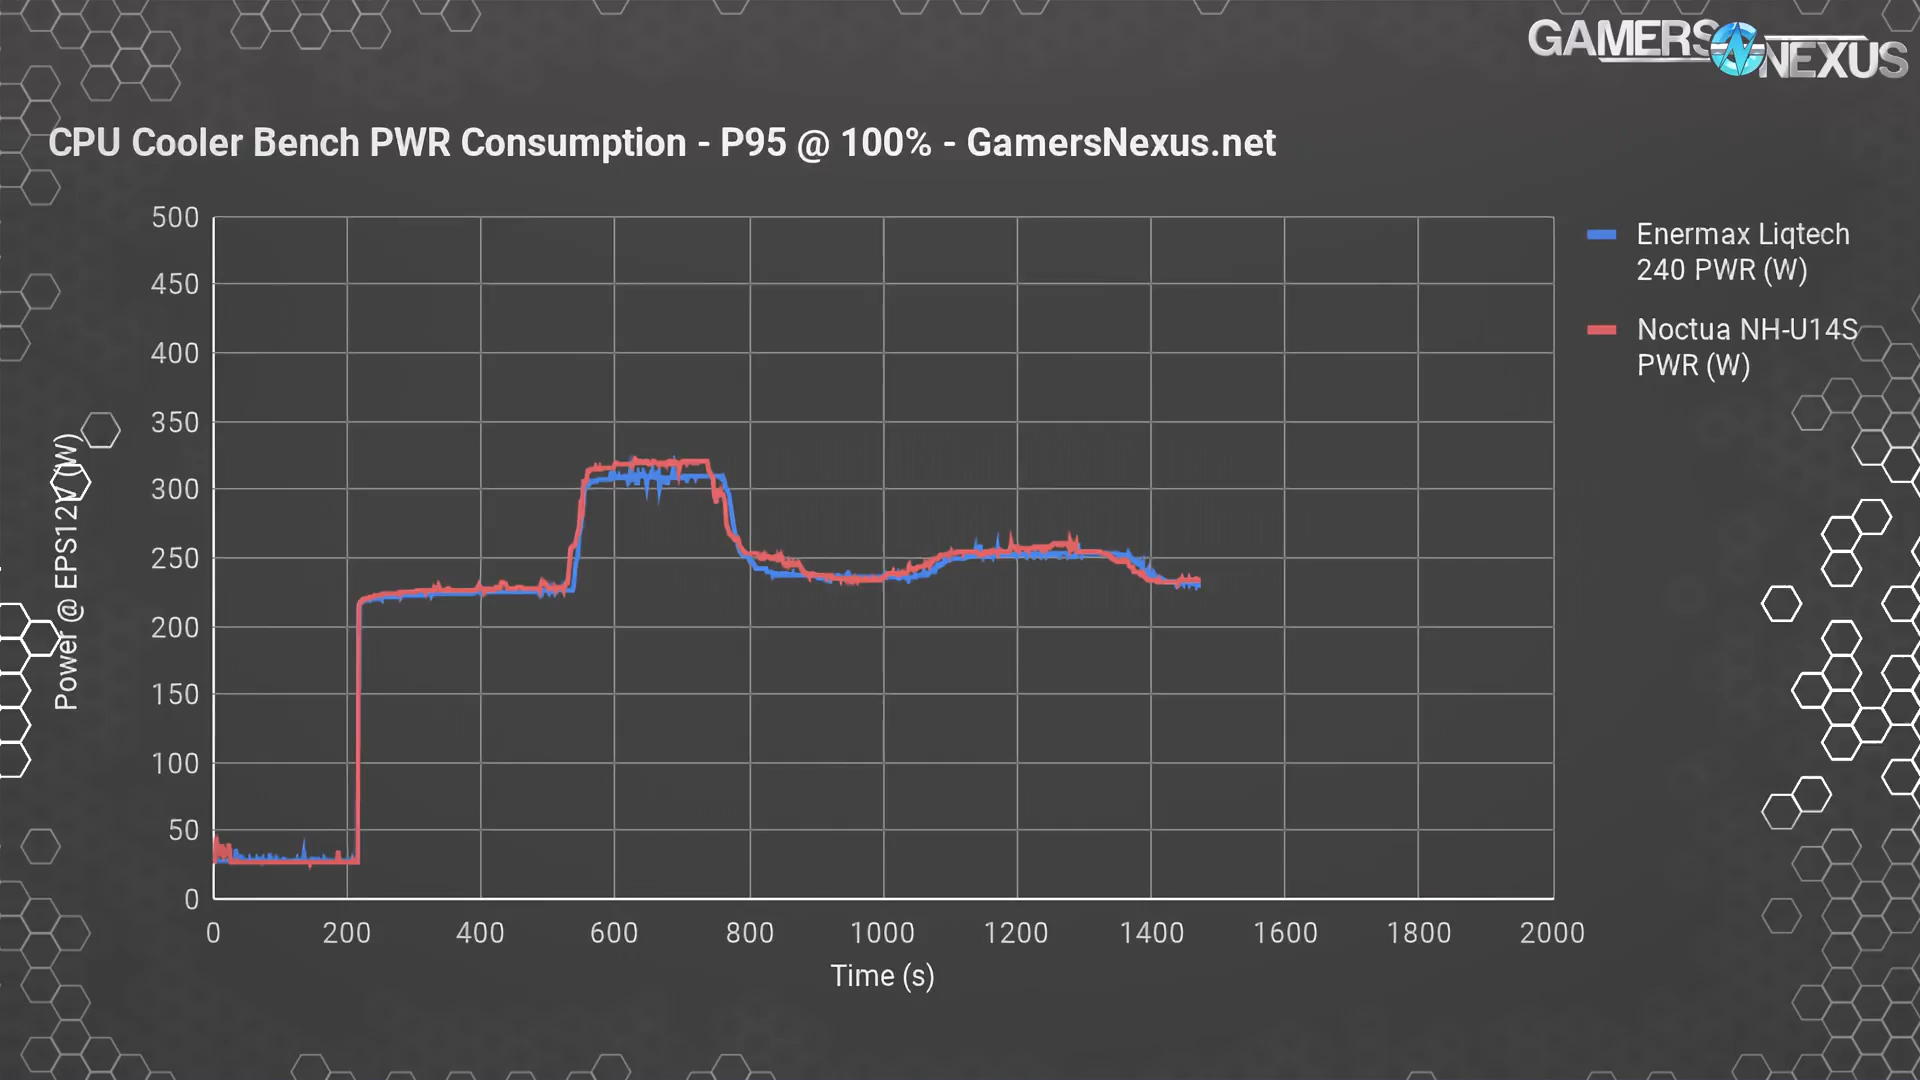 GAMERS NEXUS
CPU Cooler Bench PWR Consumption - P95 @ 100% - GamersNexus.net
500
450
400
350
300
250
200
150
100
50
0
Power @ EPS12V (W)
0 200 400 600 800 1000 1200 1400 1600 1800 2000
Time (s)
Enermax Liqtech
240 PWR (W)
Noctua NH-U14S
PWR (W)